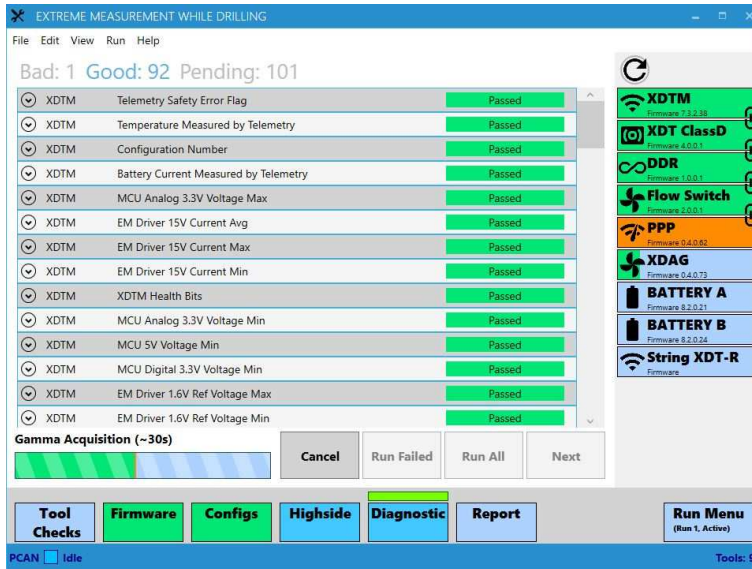 EXTREME MEASUREMENT WHILE DRILLING
File Edit View Run Help
Bad: 1 Good: 92 Pending: 101
XDTM Telemetry Safety Error Flag Passed
XDTM Temperature Measured by Telemetry Passed
XDTM Configuration Number Passed
XDTM Battery Current Measured by Telemetry Passed
XDTM MCU Analog 3.3V Voltage Max Passed
XDTM EM Driver 15V Current Avg Passed
XDTM EM Driver 15V Current Max Passed
XDTM EM Driver 15V Current Min Passed
XDTM XDTM Health Bits Passed
XDTM MCU Analog 3.3V Voltage Min Passed
XDTM MCU 5V Voltage Min Passed
XDTM MCU Digital 3.3V Voltage Min Passed
XDTM EM Driver 1.6V Ref Voltage Max Passed
XDTM EM Driver 1.6V Ref Voltage Min Passed
XDTM
Firmware 7.3.2.38
XDT ClassD
Firmware 4.0.0.1
DDR
Firmware 1.0.0.1
Flow Switch
Firmware 2.0.0.1
PPP
Firmware 0.4.0.62
XDAG
Firmware 0.4.0.73
BATTERY A
Firmware 8.2.0.21
BATTERY B
Firmware 8.2.0.24
String XDT-R
Firmware
Gamma Acquisition (~30s)
Cancel Run Failed Run All Next
Tool Checks
Firmware Configs Highside Diagnostic Report
Run Menu
(Run 1, Active)
PCAN Idle Tools: 9